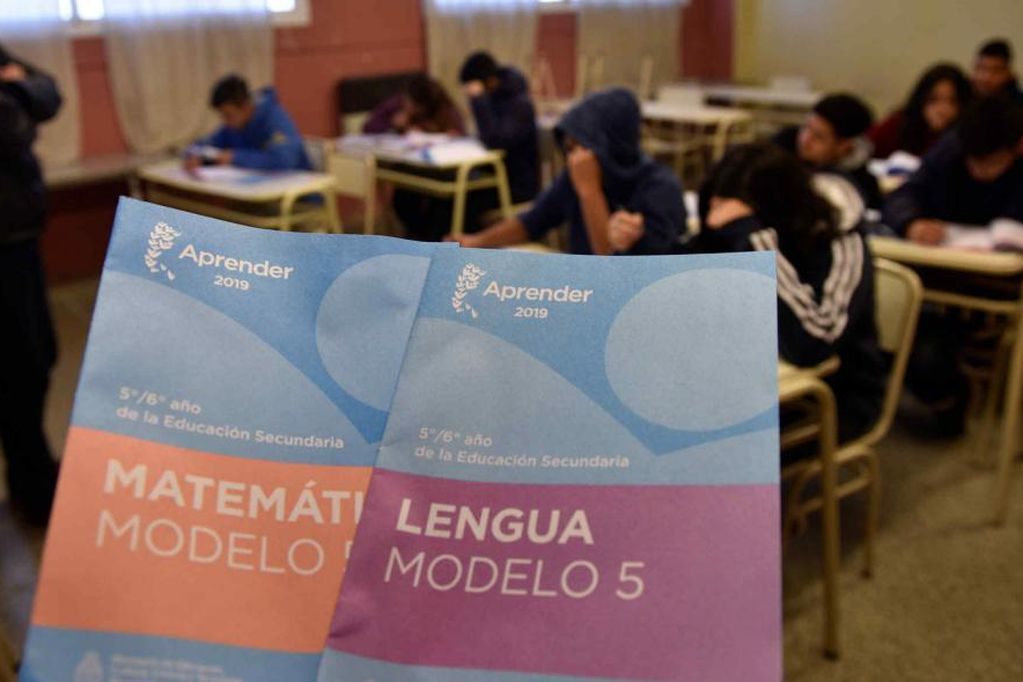 Aprender
2019
5°/6° año
de la Educación Secundaria
MATEMÁTI
MODELO
Aprender
2019
5°/6° año
de la Educación Secundaria
LENGUA
MODELO 5